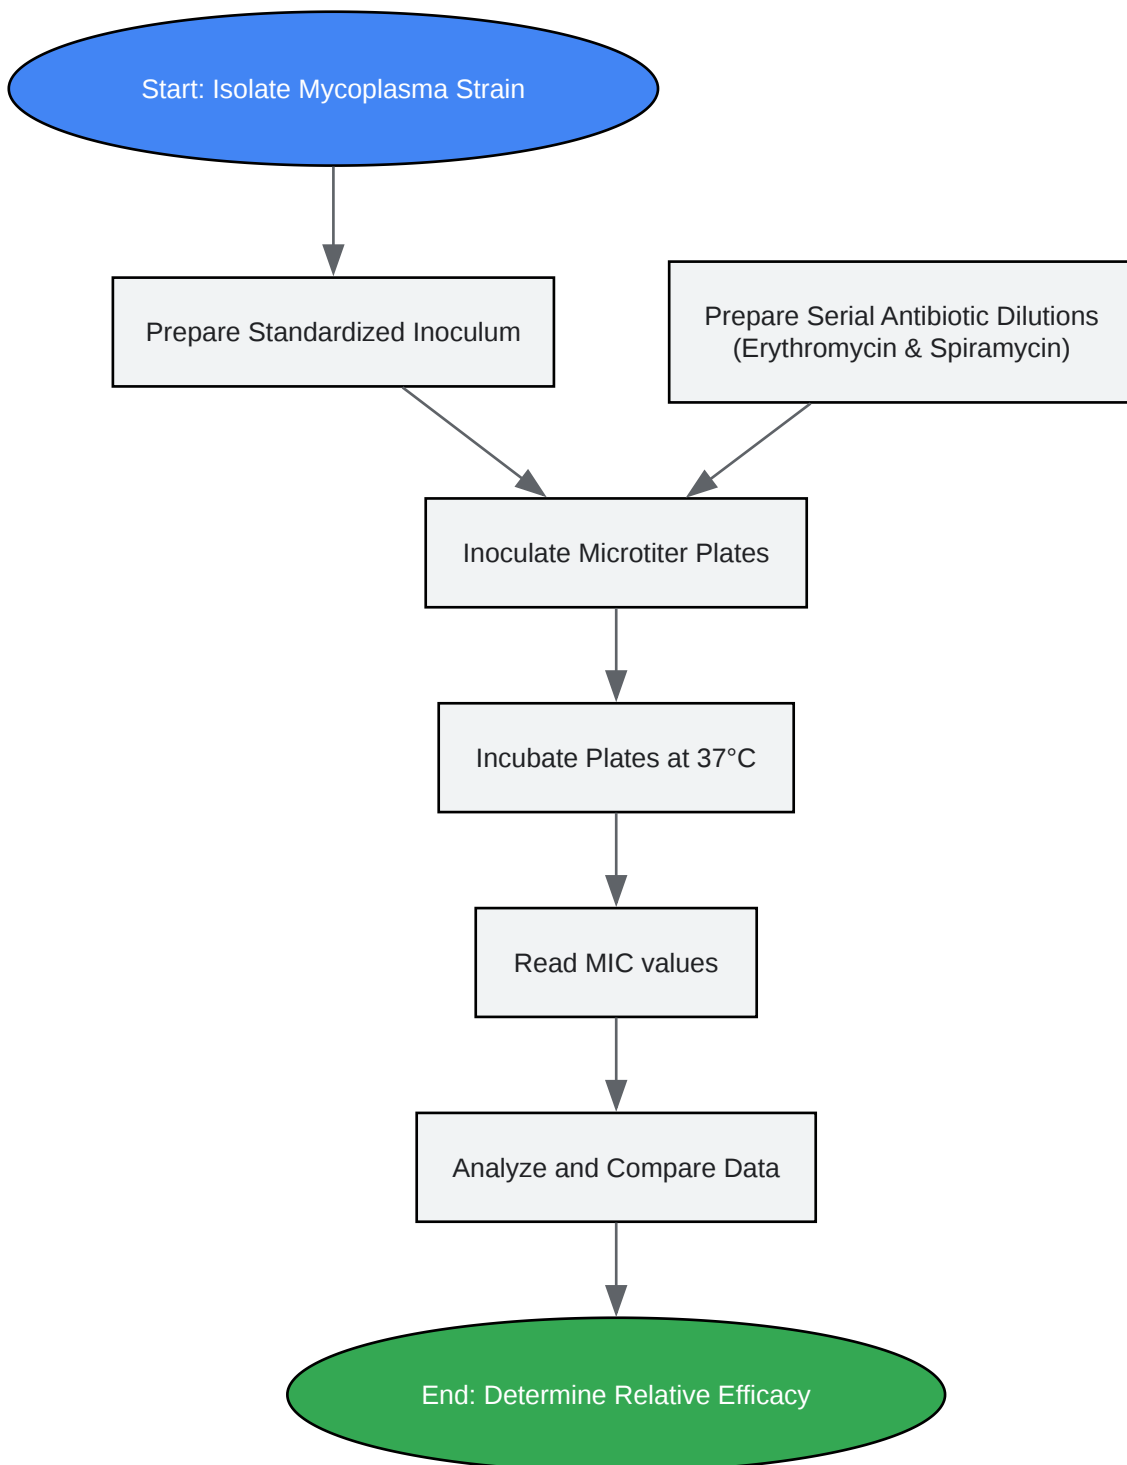 Start: Isolate Mycoplasma Strain
Prepare Standardized Inoculum
Prepare Serial Antibiotic Dilutions
(Erythromycin & Spiramycin)
Inoculate Microtiter Plates
Incubate Plates at 37°C
Read MIC values
Analyze and Compare Data
End: Determine Relative Efficacy